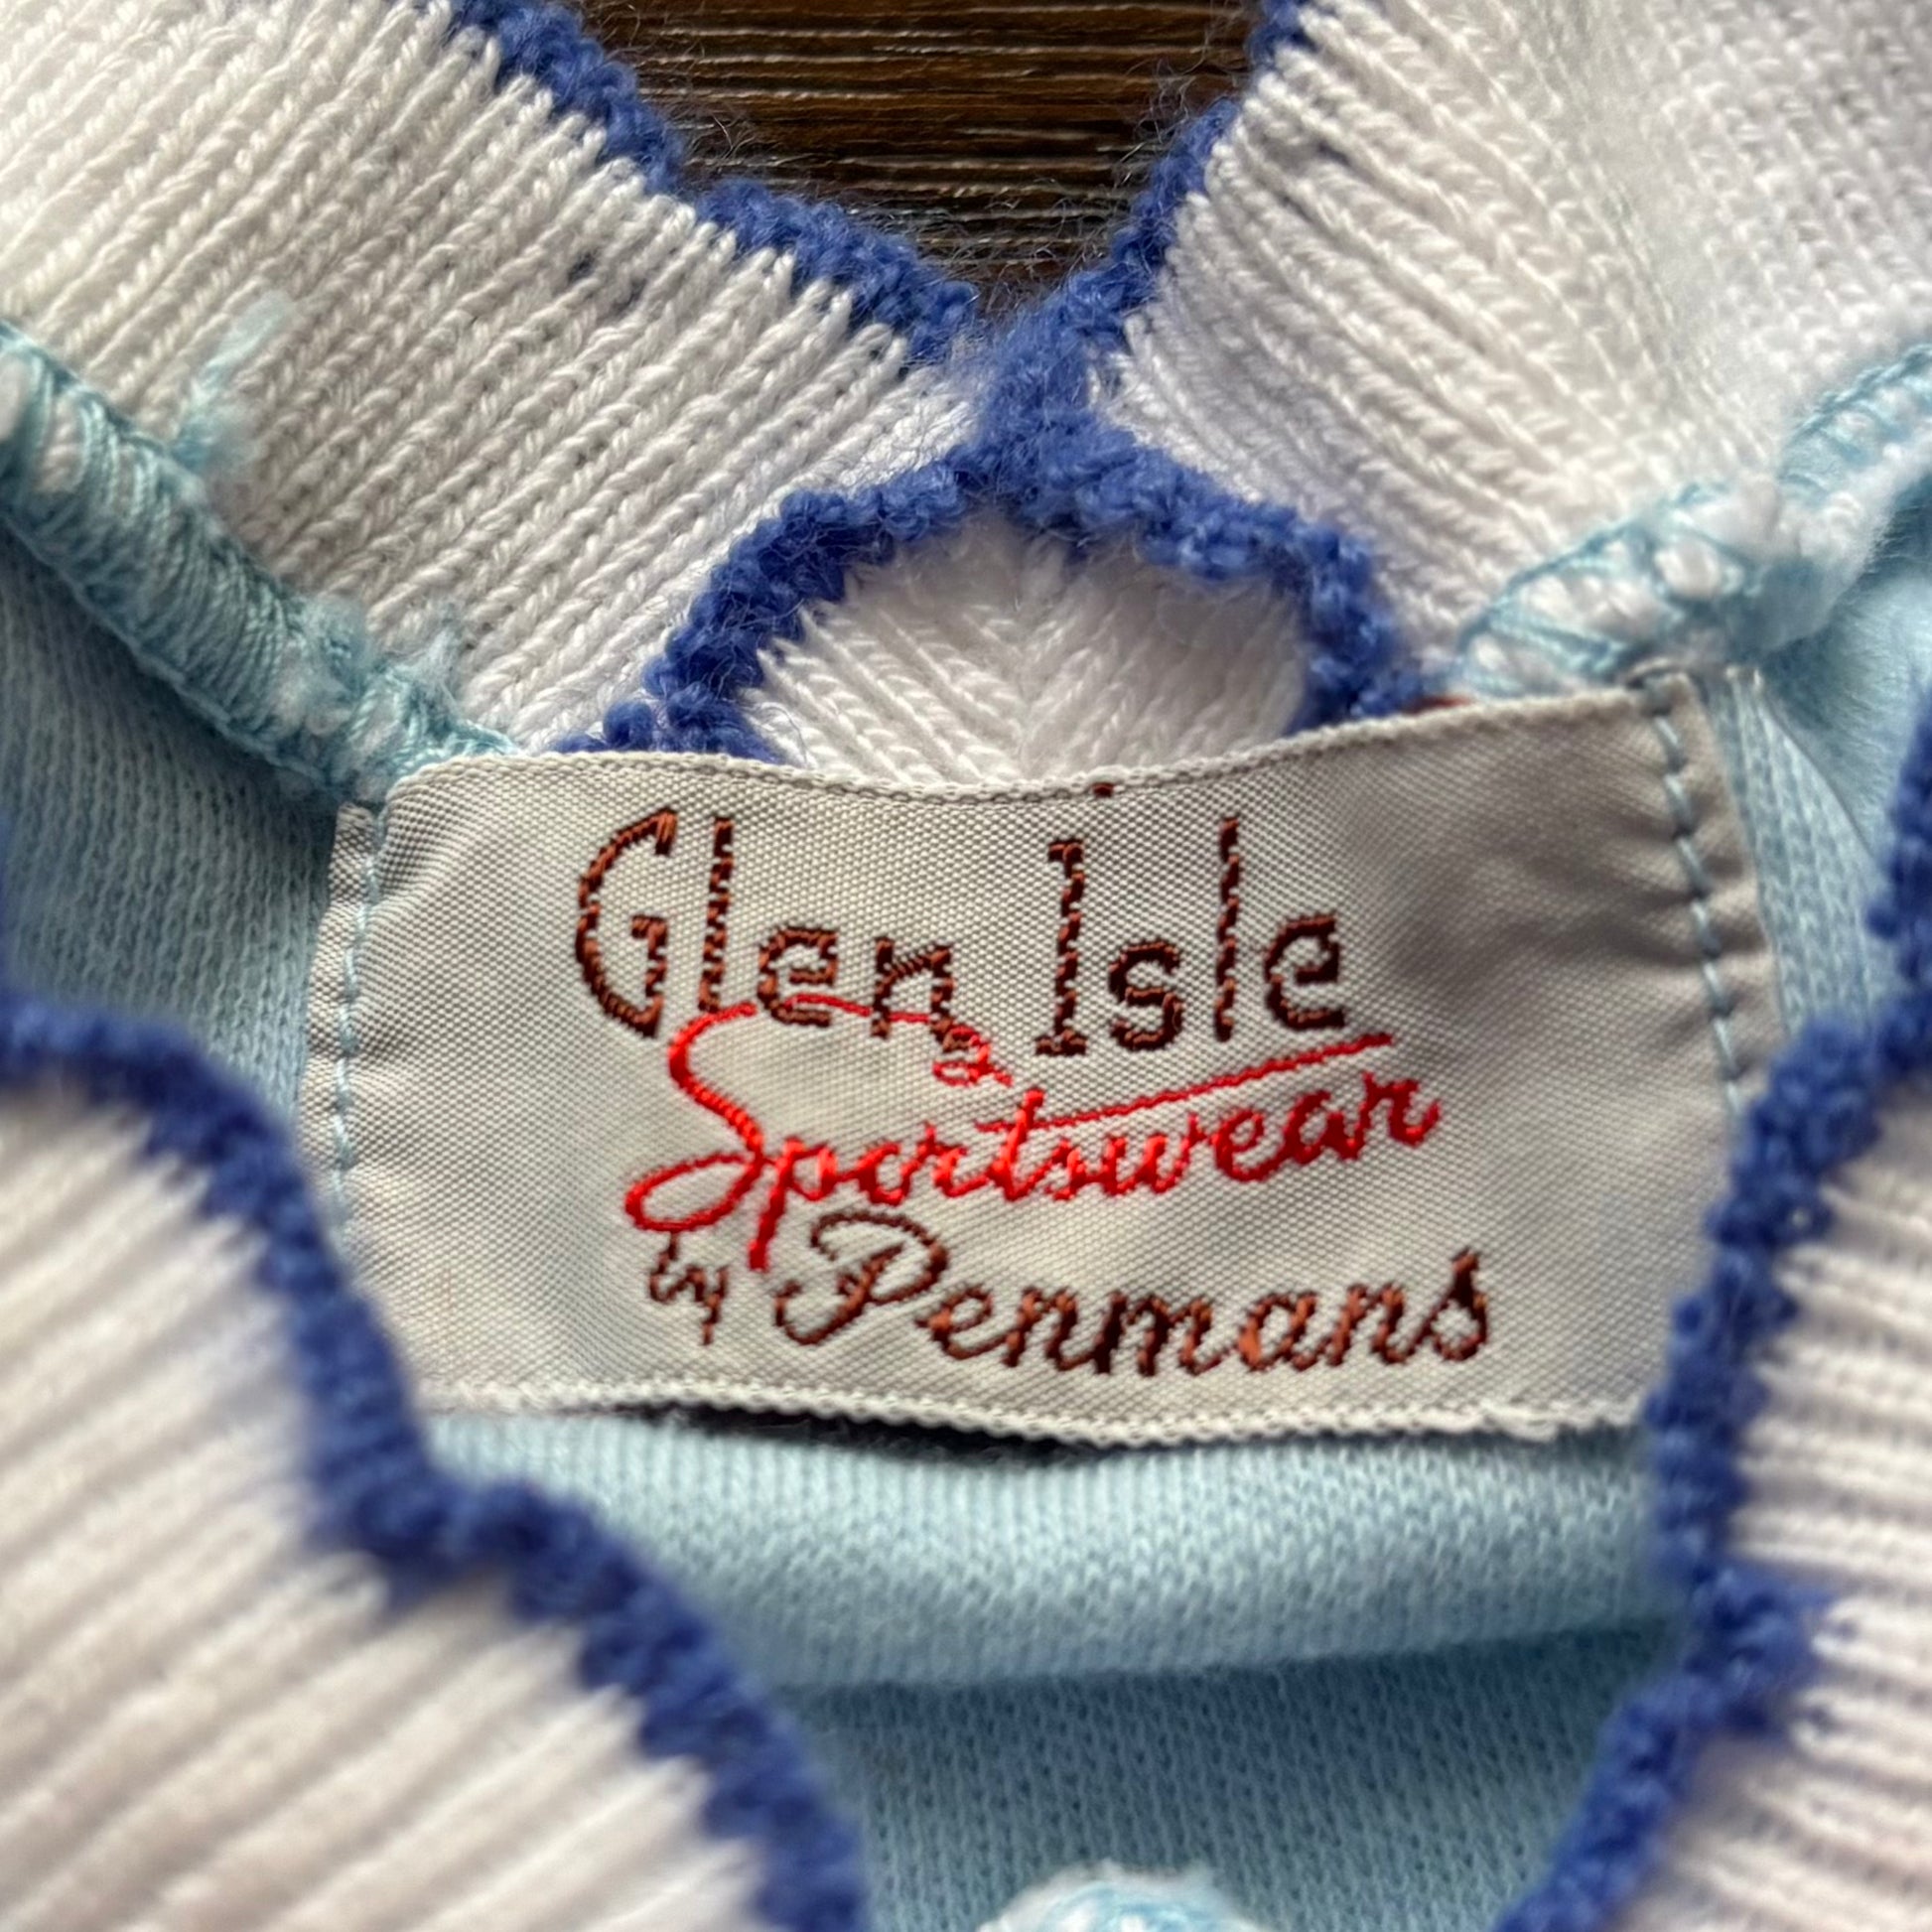 Glen Isle
Sportswear
by Penmans